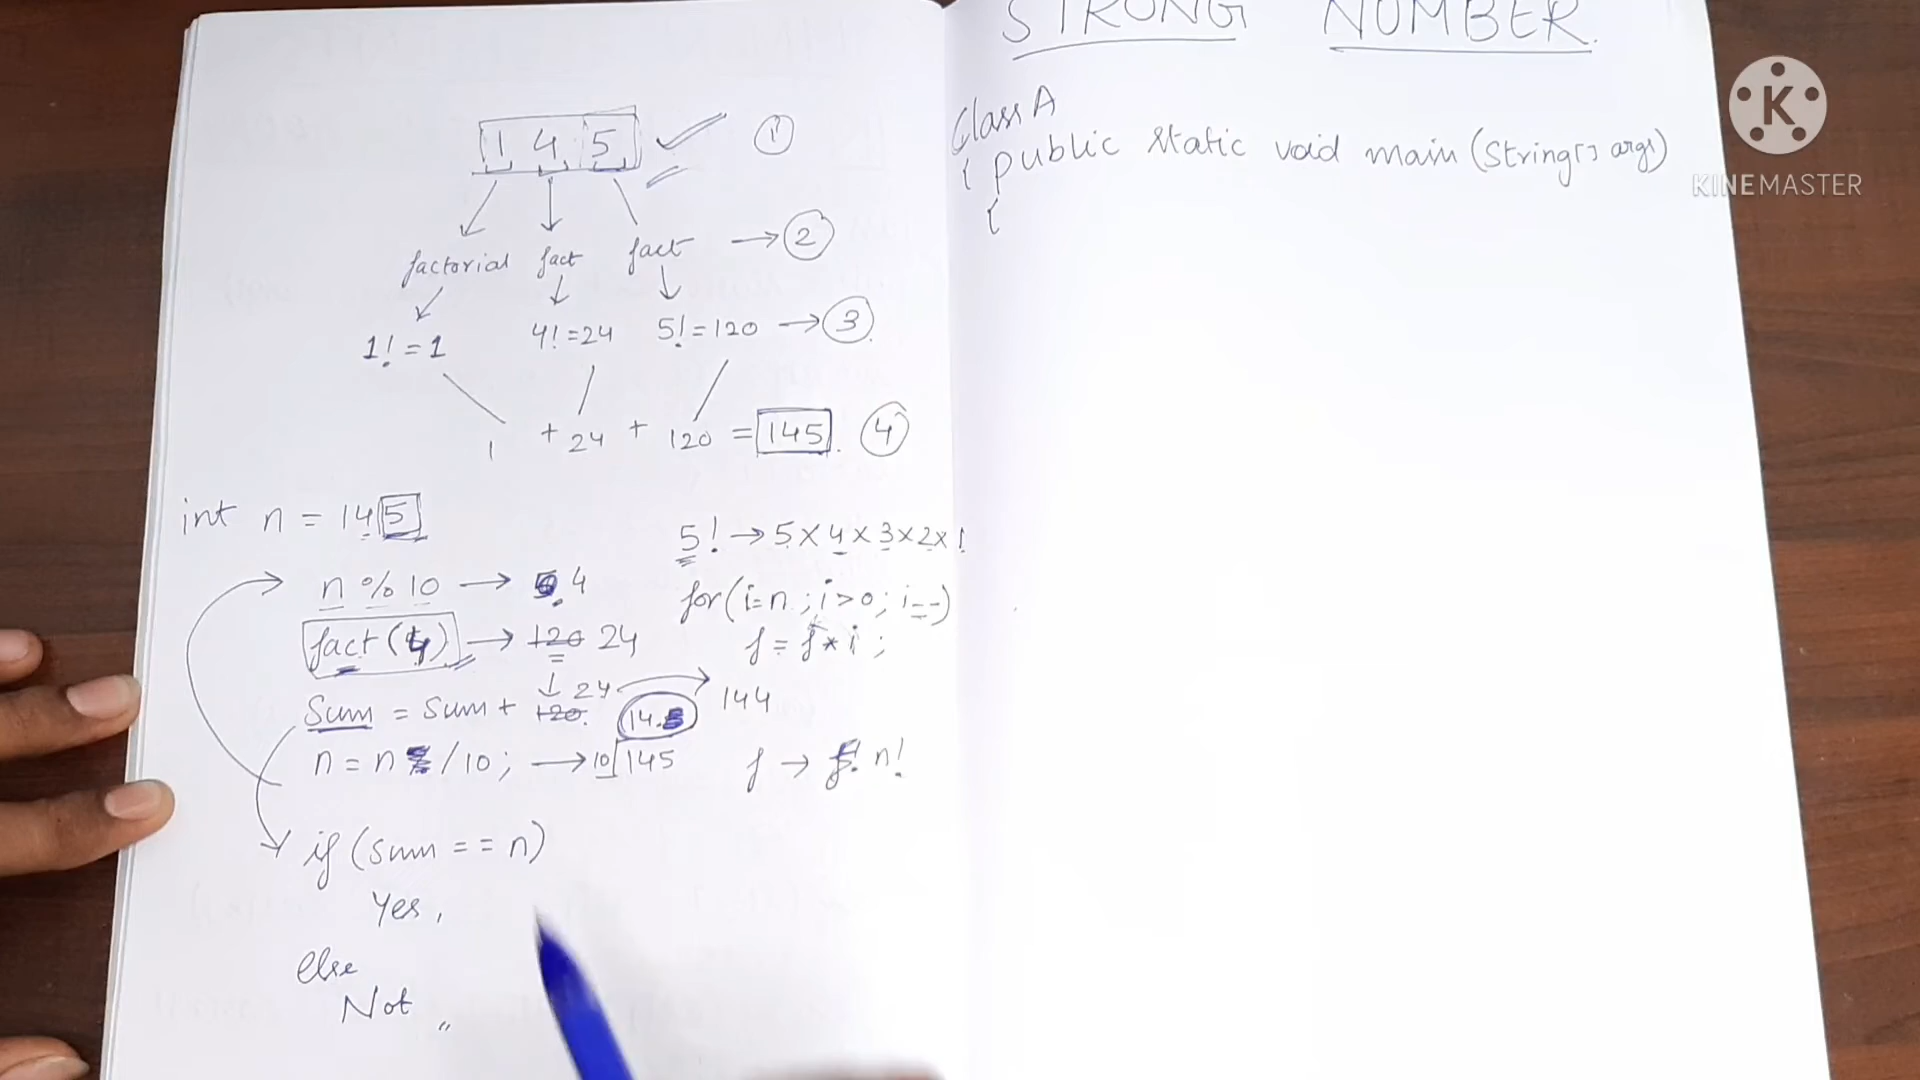 STRONG NUMBER.
1 4 5 1
factorial fact fact → 2
1! = 1 4! = 24 5! = 120 → 3
1 + 24 + 120 = 145. 4
int n = 145
n % 10 → 4
fact(4) → 120 24
24
Sum = Sum + 120. 14.
n = n / 10; → 10 145
if (sum == n)
Yes,
else
Not „
5! → 5 x 4 x 3 x 2 x 1
for(i=n ; i>0; i--)
f = f * i ;
144
f → n!
Class A
{ public static void main (String[] args)
{
K
KINEMASTER